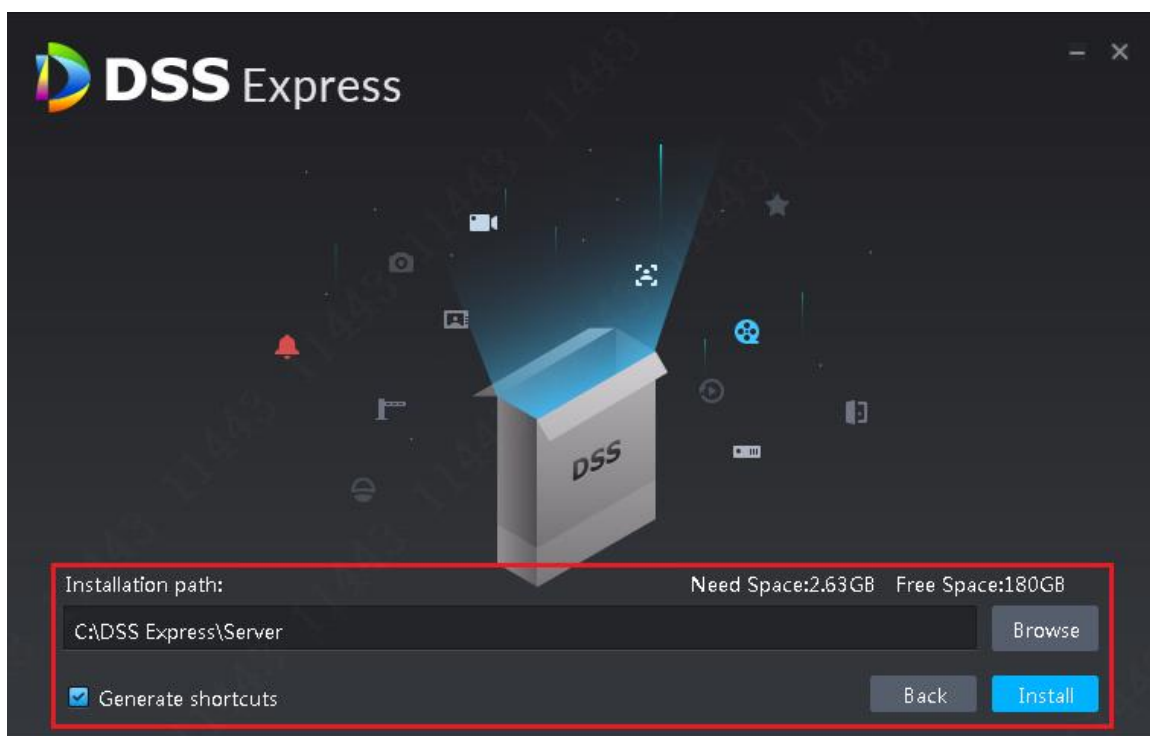 DSS Express
DSS
Installation path:
Need Space:2.63GB Free Space:180GB
C:\DSS Express\Server
Browse
Generate shortcuts
Back
Install